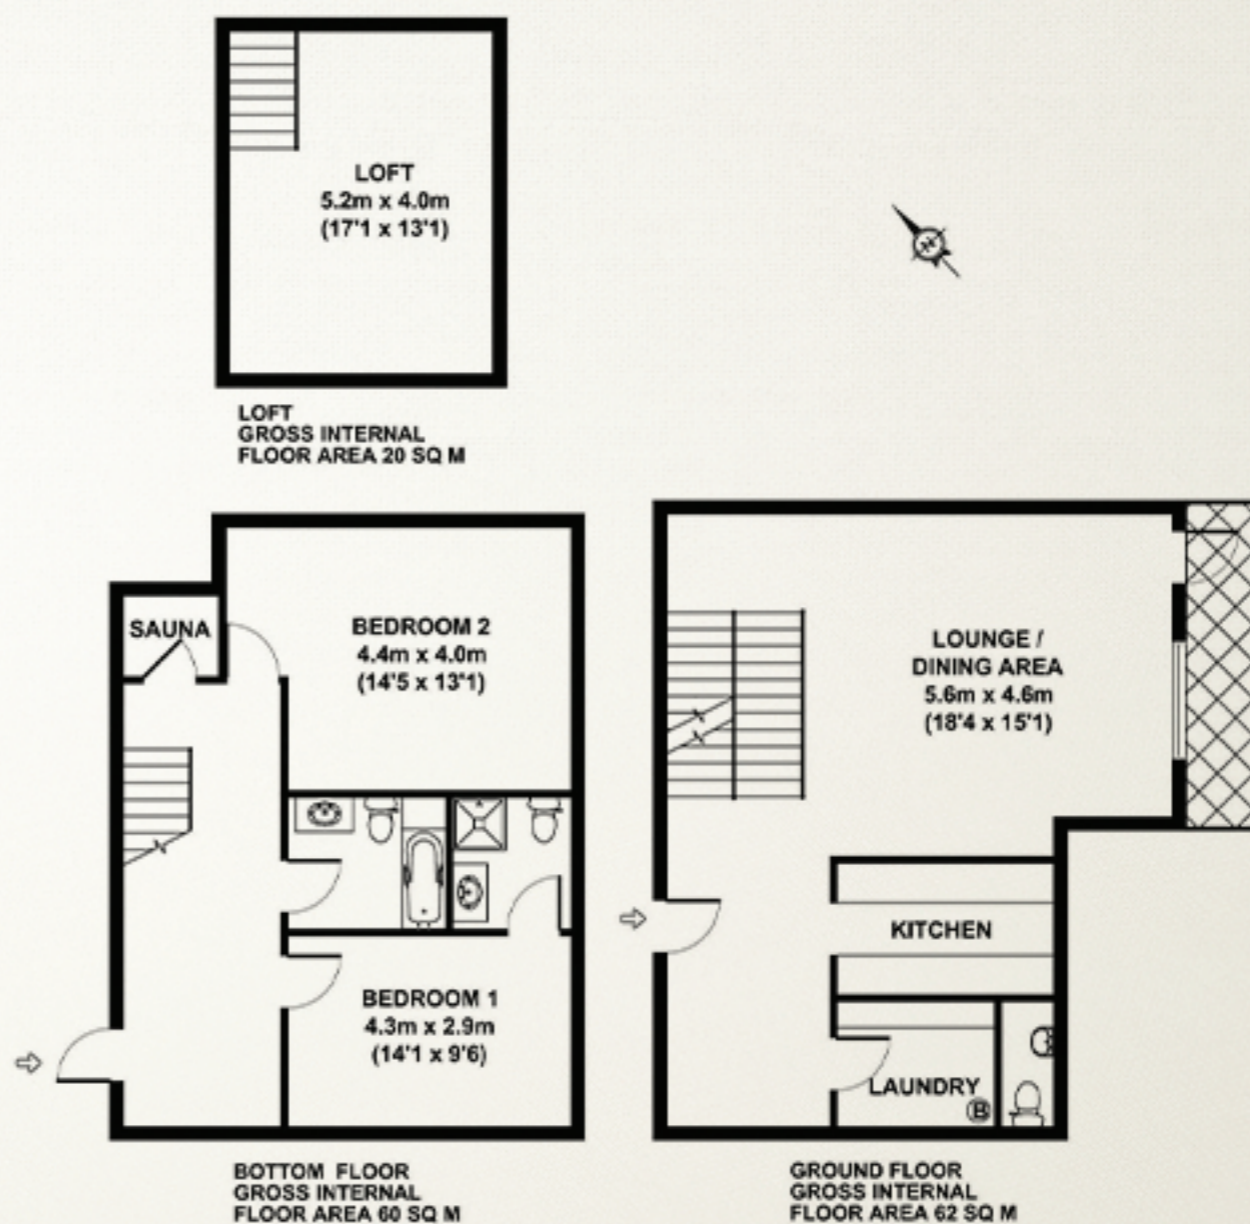 LOFT
5.2m x 4.0m
(17'1 x 13'1)
N
LOFT
GROSS INTERNAL
FLOOR AREA 20 SQ M
SAUNA
BEDROOM 2
4.4m x 4.0m
(14'5 x 13'1)
BEDROOM 1
4.3m x 2.9m
(14'1 x 9'6)
BOTTOM FLOOR
GROSS INTERNAL
FLOOR AREA 60 SQ M
LOUNGE /
DINING AREA
5.6m x 4.6m
(18'4 x 15'1)
KITCHEN
LAUNDRY
B
GROUND FLOOR
GROSS INTERNAL
FLOOR AREA 62 SQ M